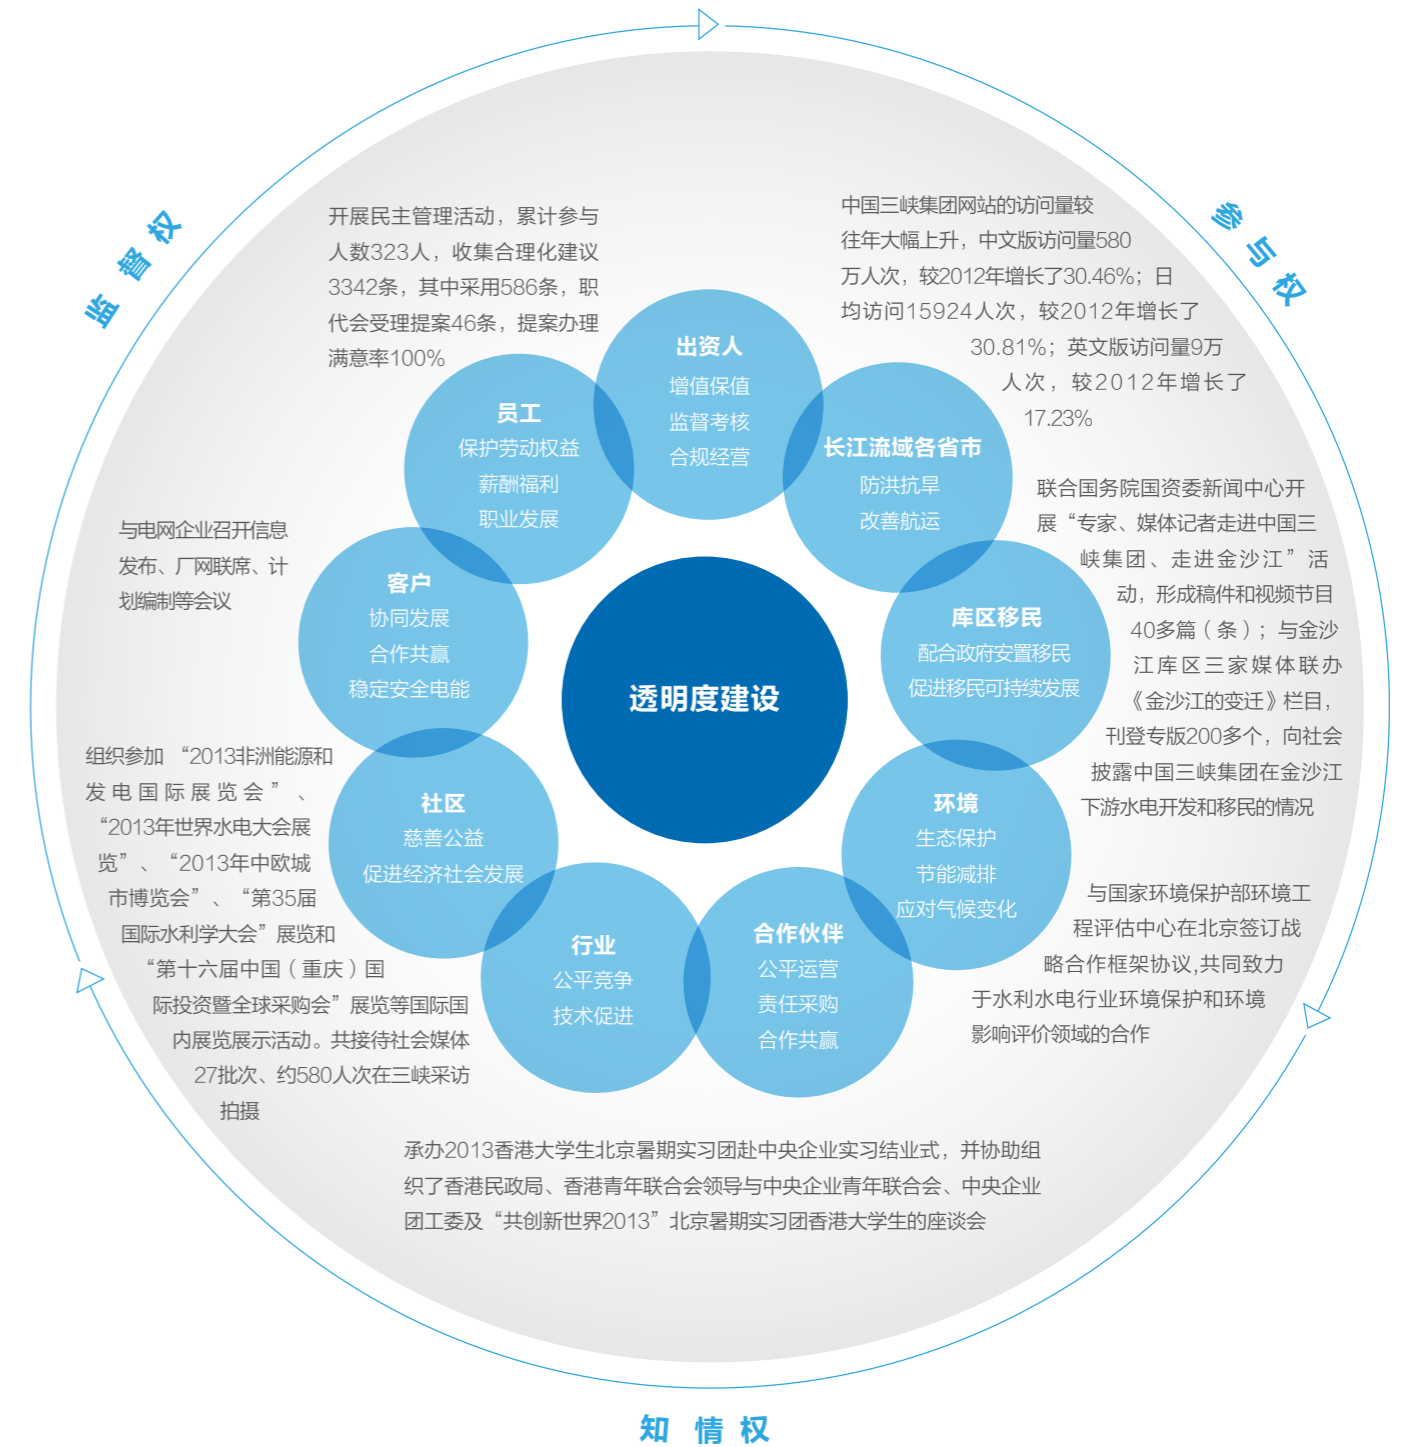 监督权
参与权
知情权
透明度建设
开展民主管理活动，累计参与
人数323人，收集合理化建议
3342条，其中采用586条，职
代会受理提案46条，提案办理
满意率100%
中国三峡集团网站的访问量较
往年大幅上升，中文版访问量580
万人次，较2012年增长了30.46%；日
均访问15924人次，较2012年增长了
30.81%；英文版访问量9万
人次，较2012年增长了
17.23%
出资人
增值保值
监督考核
合规经营
长江流域各省市
防洪抗旱
改善航运
库区移民
配合政府安置移民
促进移民可持续发展
联合国务院国资委新闻中心开
展“专家、媒体记者走进中国三
峡集团、走进金沙江”活
动，形成稿件和视频节目
40多篇（条）；与金沙
江库区三家媒体联办
《金沙江的变迁》栏目，
刊登专版200多个，向社会
披露中国三峡集团在金沙江
下游水电开发和移民的情况
环境
生态保护
节能减排
应对气候变化
与国家环境保护部环境工
程评估中心在北京签订战
略合作框架协议,共同致力
于水利水电行业环境保护和环境
影响评价领域的合作
合作伙伴
公平运营
责任采购
合作共赢
行业
公平竞争
技术促进
承办2013香港大学生北京暑期实习团赴中央企业实习结业式，并协助组
织了香港民政局、香港青年联合会领导与中央企业青年联合会、中央企业
团工委及“共创新世界2013”北京暑期实习团香港大学生的座谈会
社区
慈善公益
促进经济社会发展
组织参加 “2013非洲能源和
发电国际展览会”、
“2013年世界水电大会展
览”、“2013年中欧城
市博览会”、“第35届
国际水利学大会”展览和
“第十六届中国（重庆）国
际投资暨全球采购会”展览等国际国
内展览展示活动。共接待社会媒体
27批次、约580人次在三峡采访
拍摄
客户
协同发展
合作共赢
稳定安全电能
与电网企业召开信息
发布、厂网联席、计
划编制等会议
员工
保护劳动权益
薪酬福利
职业发展